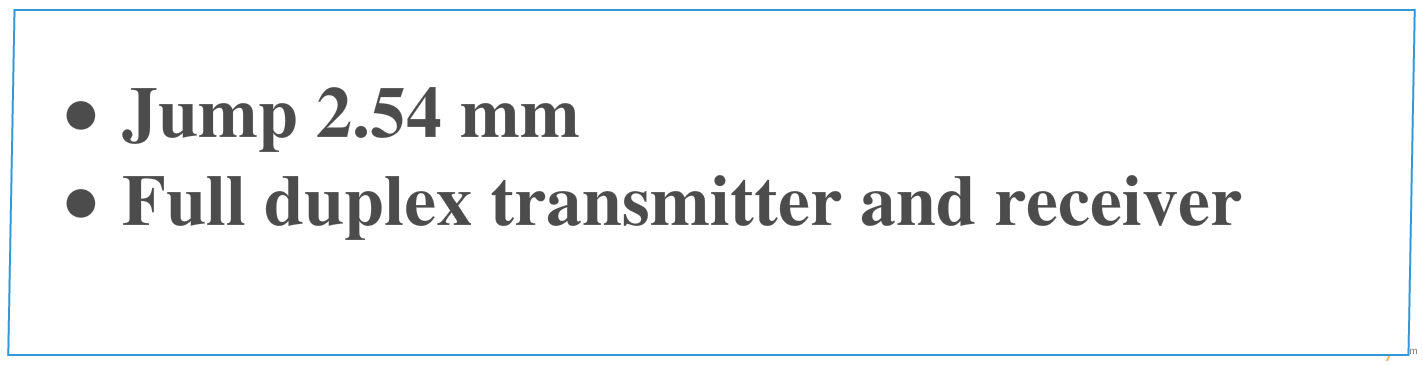 • Jump 2.54 mm
• Full duplex transmitter and receiver